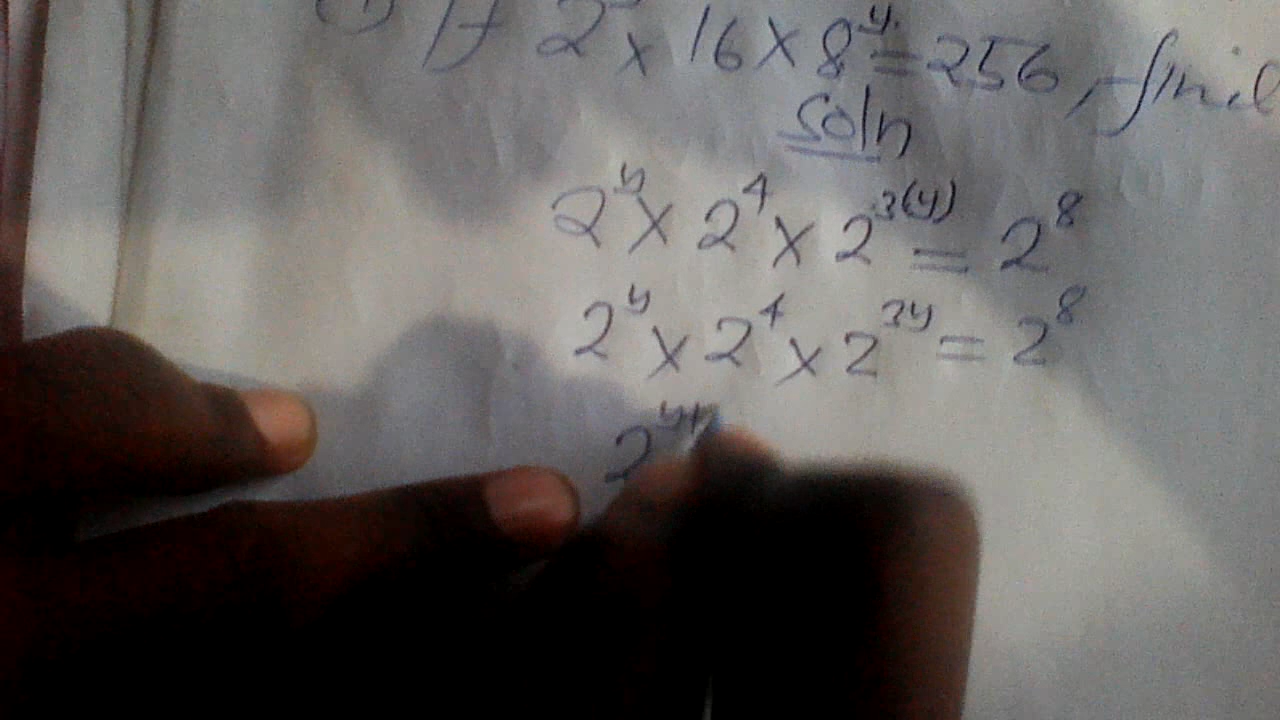 If 2 × 16 × 8^y = 256, find
Soln
2^y × 2^4 × 2^3(y) = 2^8
2^y × 2^4 × 2^3y = 2^8
2^y+